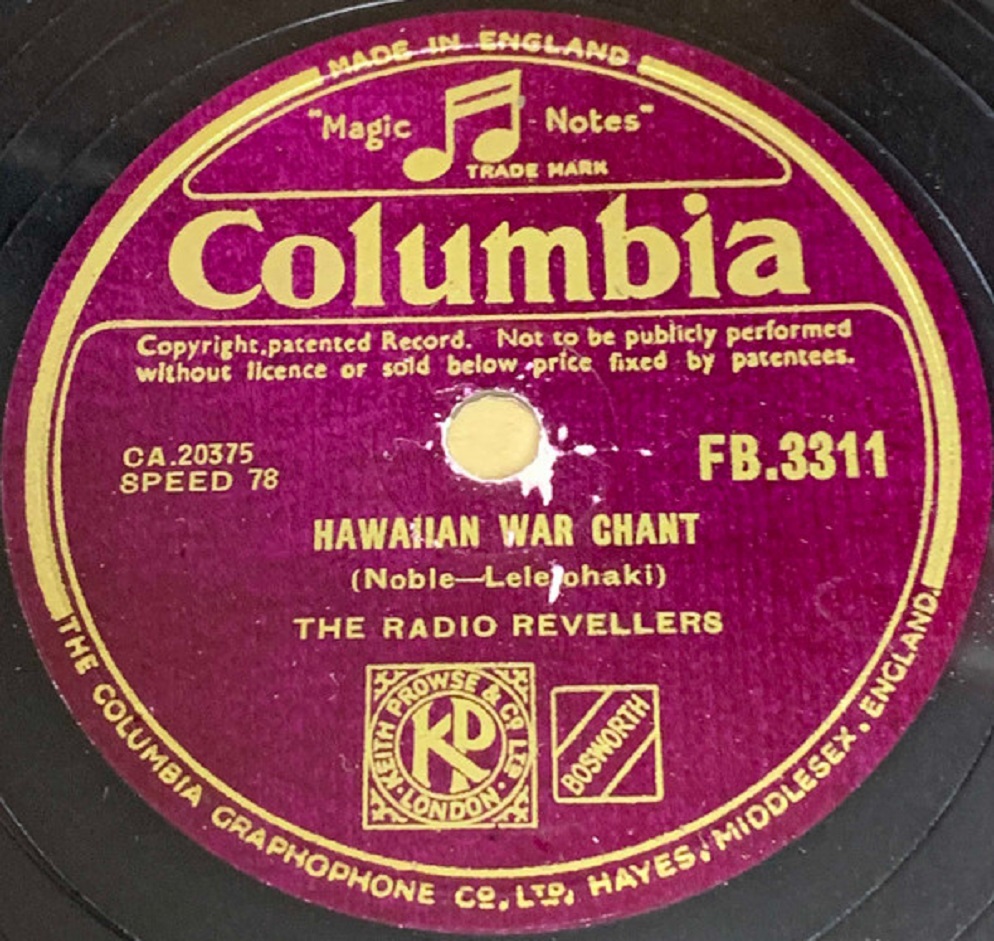 MADE IN ENGLAND
"Magic Notes"
TRADE MARK
Columbia
Copyright, patented Record. Not to be publicly performed
without licence or sold below price fixed by patentees.
CA.20375
SPEED 78
FB.3311
HAWAIIAN WAR CHANT
(Noble—
THE RADIO REVELLERS
KEITH PROWSE & CO LTD
KP
· LONDON ·
BOSWORTH
THE COLUMBIA GRAPHOPHONE CO., LTD, HAYES, MIDDLESEX. ENGLAND.